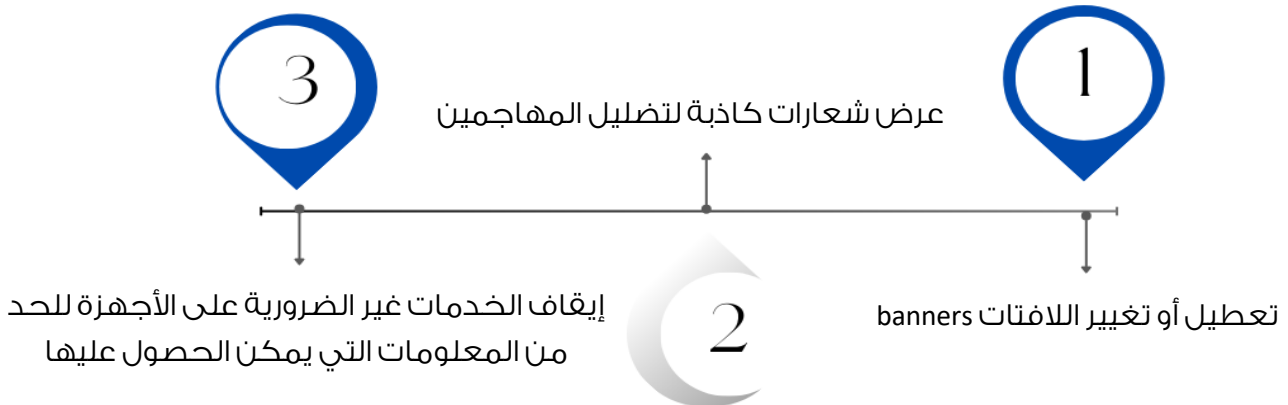 1
تعطيل أو تغيير اللافتات banners
2
عرض شعارات كاذبة لتضليل المهاجمين
3
إيقاف الخدمات غير الضرورية على الأجهزة للحد
من المعلومات التي يمكن الحصول عليها